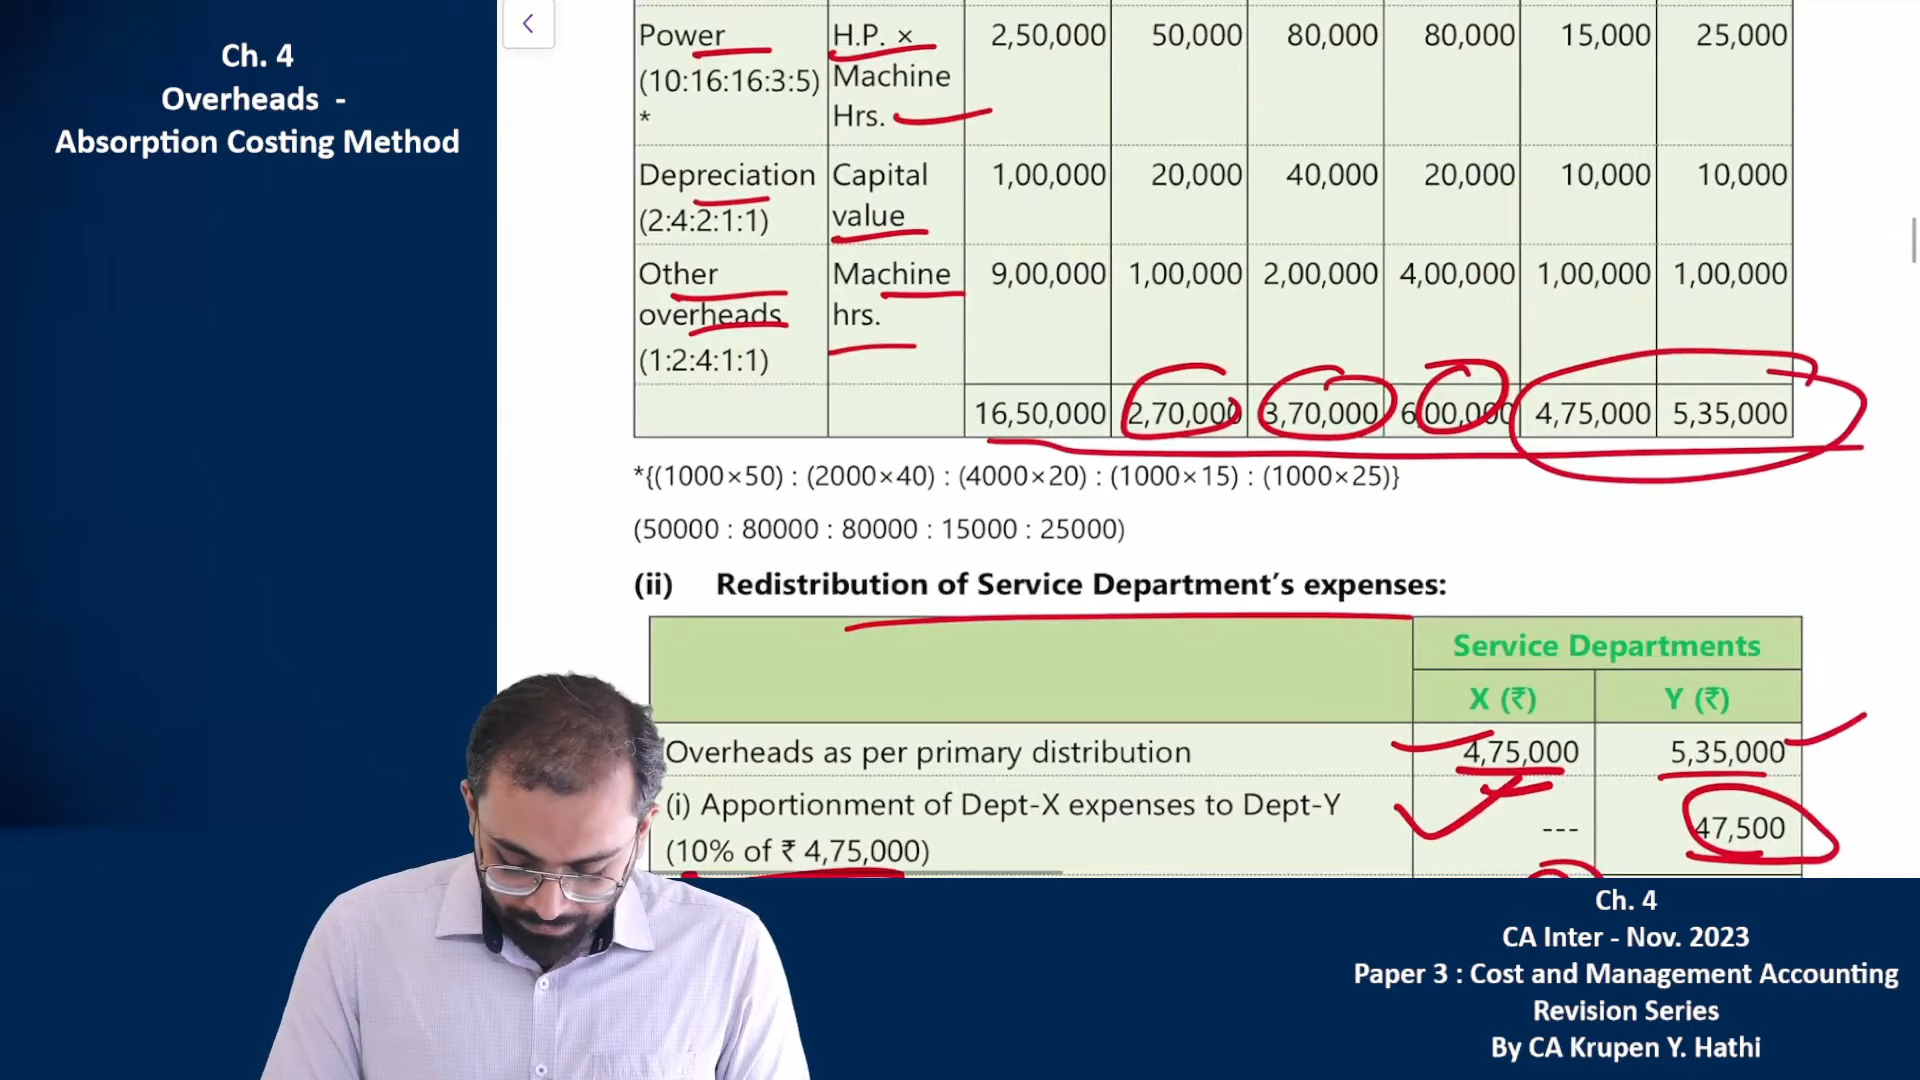 Ch. 4
Overheads -
Absorption Costing Method
Power H.P. × 2,50,000 50,000 80,000 80,000 15,000 25,000
(10:16:16:3:5) Machine
* Hrs.
Depreciation Capital 1,00,000 20,000 40,000 20,000 10,000 10,000
(2:4:2:1:1) value
Other Machine 9,00,000 1,00,000 2,00,000 4,00,000 1,00,000 1,00,000
overheads hrs.
(1:2:4:1:1)
16,50,000 2,70,000 3,70,000 6,00,000 4,75,000 5,35,000
*{(1000×50) : (2000×40) : (4000×20) : (1000×15) : (1000×25)}
(50000 : 80000 : 80000 : 15000 : 25000)
(ii) Redistribution of Service Department’s expenses:
Service Departments
X (₹) Y (₹)
Overheads as per primary distribution 4,75,000 5,35,000
(i) Apportionment of Dept-X expenses to Dept-Y
(10% of ₹ 4,75,000) --- 47,500
Ch. 4
CA Inter - Nov. 2023
Paper 3 : Cost and Management Accounting
Revision Series
By CA Krupen Y. Hathi